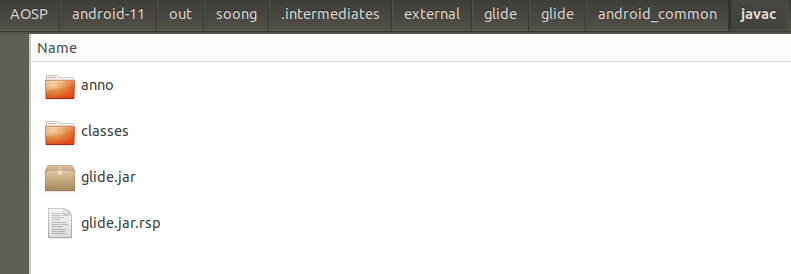 AOSP android-11 out soong .intermediates external glide glide android_common javac
Name
anno
classes
glide.jar
glide.jar.rsp